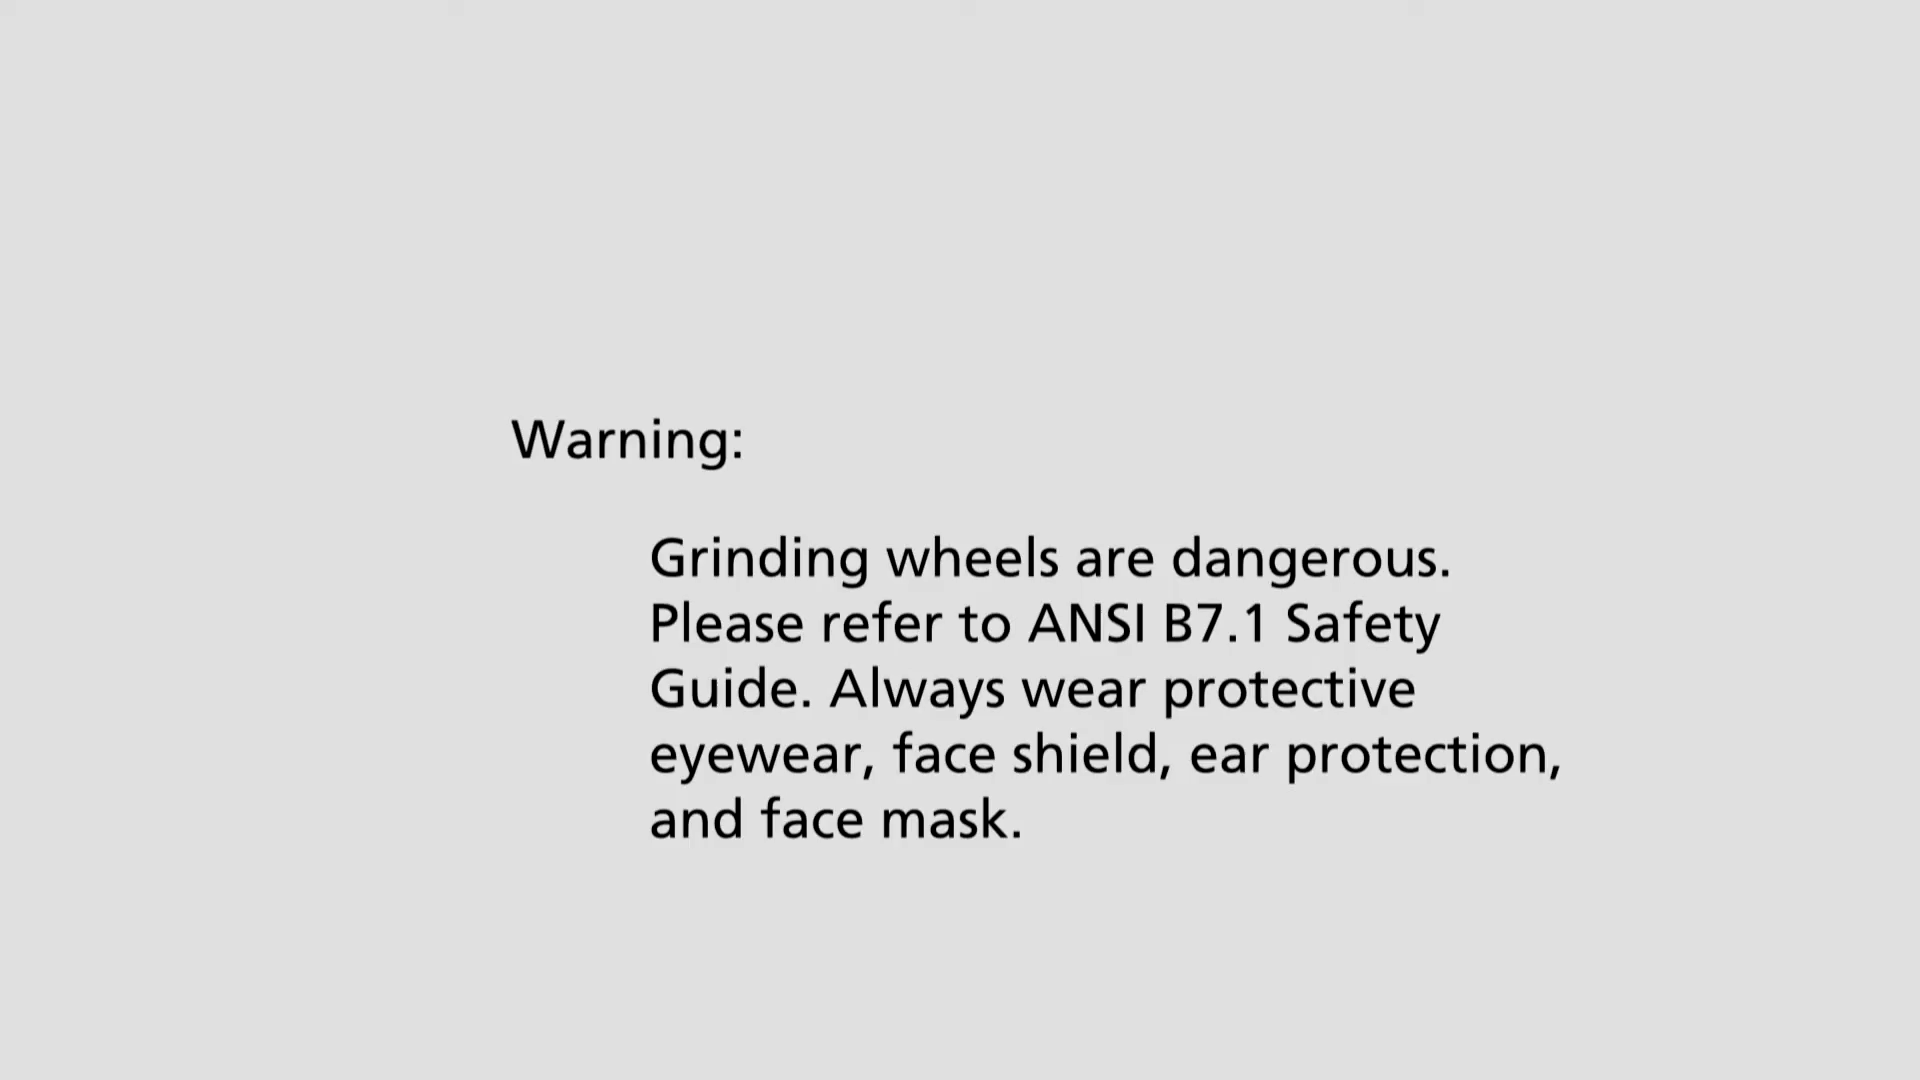 Warning:
Grinding wheels are dangerous.
Please refer to ANSI B7.1 Safety
Guide. Always wear protective
eyewear, face shield, ear protection,
and face mask.